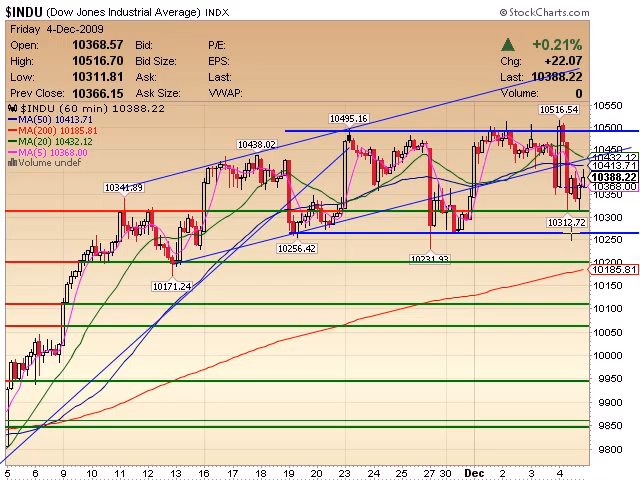 $INDU (Dow Jones Industrial Average) INDX
© StockCharts.com
Friday 4-Dec-2009
Open: 10368.57 Bid: P/E: +0.21%
High: 10516.70 Bid Size: EPS: Chg: +22.07
Low: 10311.81 Ask: Last: Last: 10388.22
Prev Close: 10366.15 Ask Size: VWAP: Volume: 0
$INDU (60 min) 10388.22
MA(50) 10413.71
MA(200) 10185.81
MA(20) 10432.12
MA(5) 10368.00
Volume undef
10516.54
10495.16
10438.02
10341.89
10312.72
10256.42
10231.93
10171.24
10550
10500
10450
10432.12
10413.71
10388.22
10368.00
10350
10300
10250
10200
10185.81
10150
10100
10050
10000
9950
9900
9850
9800
5 6 9 10 11 12 13 16 17 18 19 20 23 24 25 27 30 Dec 2 3 4